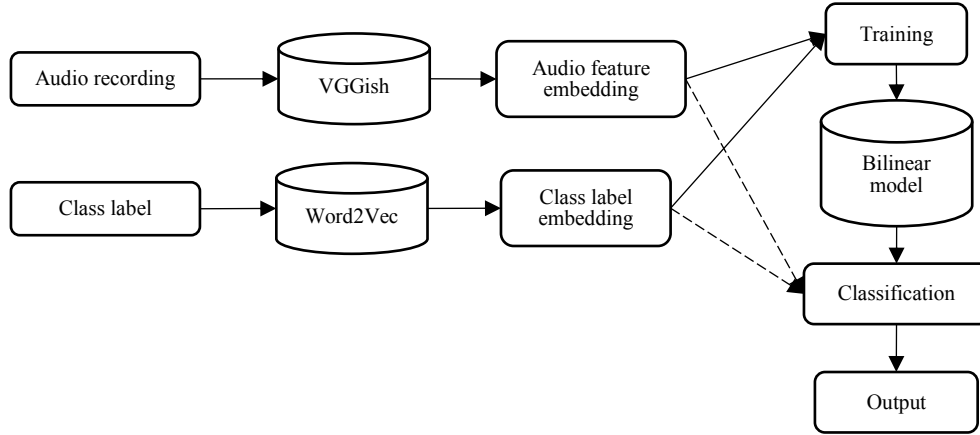 Audio recording
VGGish
Audio feature
embedding
Training
Class label
Word2Vec
Class label
embedding
Bilinear
model
Classification
Output